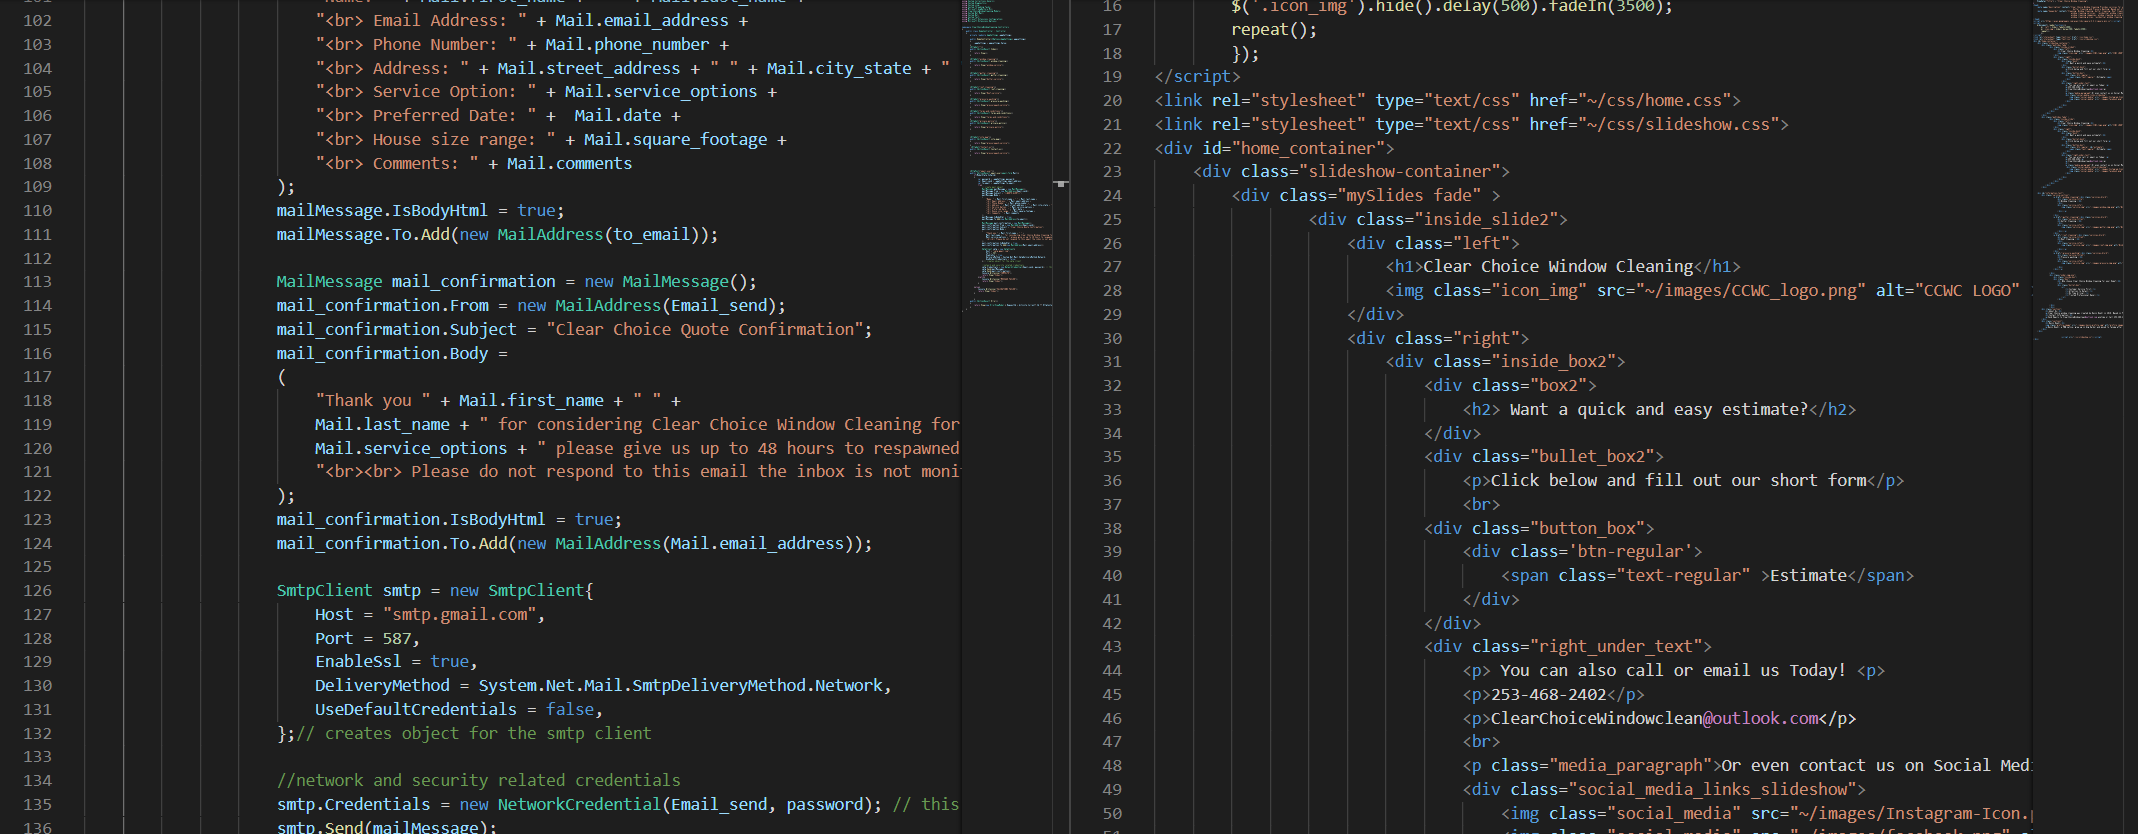 101 "Name: " + Mail.first_name + " " + Mail.last_name +
102 "<br> Email Address: " + Mail.email_address +
103 "<br> Phone Number: " + Mail.phone_number +
104 "<br> Address: " + Mail.street_address + " " + Mail.city_state + "
105 "<br> Service Option: " + Mail.service_options +
106 "<br> Preferred Date: " +  Mail.date +
107 "<br> House size range: " + Mail.square_footage +
108 "<br> Comments: " + Mail.comments
109 );
110 mailMessage.IsBodyHtml = true;
111 mailMessage.To.Add(new MailAddress(to_email));
112
113 MailMessage mail_confirmation = new MailMessage();
114 mail_confirmation.From = new MailAddress(Email_send);
115 mail_confirmation.Subject = "Clear Choice Quote Confirmation";
116 mail_confirmation.Body =
117 (
118 "Thank you " + Mail.first_name + " " +
119 Mail.last_name + " for considering Clear Choice Window Cleaning for
120 Mail.service_options + " please give us up to 48 hours to respawned
121 "<br><br> Please do not respond to this email the inbox is not moni
122 );
123 mail_confirmation.IsBodyHtml = true;
124 mail_confirmation.To.Add(new MailAddress(Mail.email_address));
125
126 SmtpClient smtp = new SmtpClient{
127 Host = "smtp.gmail.com",
128 Port = 587,
129 EnableSsl = true,
130 DeliveryMethod = System.Net.Mail.SmtpDeliveryMethod.Network,
131 UseDefaultCredentials = false,
132 };// creates object for the smtp client
133
134 //network and security related credentials
135 smtp.Credentials = new NetworkCredential(Email_send, password); // this
136 smtp.Send(mailMessage);
16 $('.icon_img').hide().delay(500).fadeIn(3500);
17 repeat();
18 });
19 </script>
20 <link rel="stylesheet" type="text/css" href="~/css/home.css">
21 <link rel="stylesheet" type="text/css" href="~/css/slideshow.css">
22 <div id="home_container">
23 <div class="slideshow-container">
24 <div class="mySlides fade" >
25 <div class="inside_slide2">
26 <div class="left">
27 <h1>Clear Choice Window Cleaning</h1>
28 <img class="icon_img" src="~/images/CCWC_logo.png" alt="CCWC LOGO"
29 </div>
30 <div class="right">
31 <div class="inside_box2">
32 <div class="box2">
33 <h2> Want a quick and easy estimate?</h2>
34 </div>
35 <div class="bullet_box2">
36 <p>Click below and fill out our short form</p>
37 <br>
38 <div class="button_box">
39 <div class='btn-regular'>
40 <span class="text-regular" >Estimate</span>
41 </div>
42 </div>
43 <div class="right_under_text">
44 <p> You can also call or email us Today! <p>
45 <p>253-468-2402</p>
46 <p>ClearChoiceWindowclean@outlook.com</p>
47 <br>
48 <p class="media_paragraph">Or even contact us on Social Med
49 <div class="social_media_links_slideshow">
50 <img class="social_media" src="~/images/Instagram-Icon.